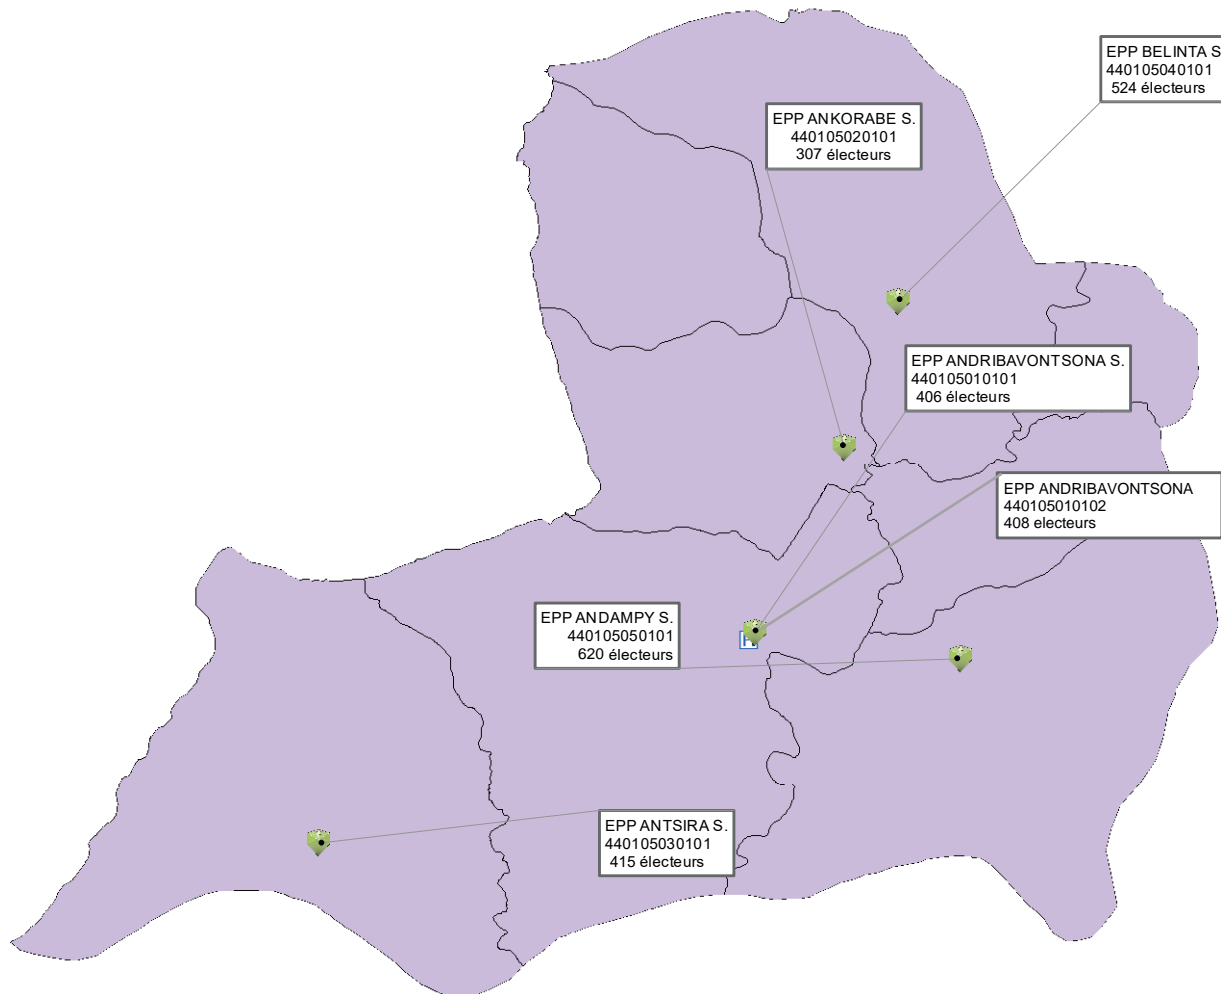 EPP BELINTA S
440105040101
524 électeurs
EPP ANKORABE S.
440105020101
307 électeurs
EPP ANDRIBAVONTSONA S.
440105010101
406 électeurs
EPP ANDRIBAVONTSONA
440105010102
408 electeurs
EPP ANDAMPY S.
440105050101
620 électeurs
EPP ANTSIRA S.
440105030101
415 électeurs